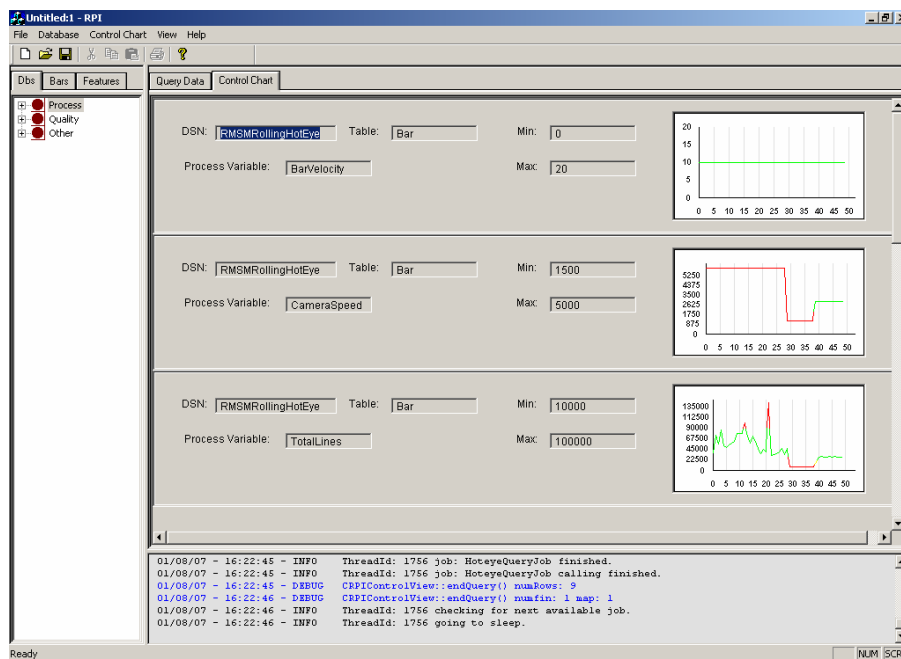 Untitled:1 - RPI
File Database Control Chart View Help
Dbs Bars Features
Query Data Control Chart
Process
Quality
Other
DSN: RMSMRollingHotEye Table: Bar Min: 0
Process Variable: BarVelocity Max: 20
20
15
10
5
0
0 5 10 15 20 25 30 35 40 45 50
DSN: RMSMRollingHotEye Table: Bar Min: 1500
Process Variable: CameraSpeed Max: 5000
5250
4375
3500
2625
1750
875
0
0 5 10 15 20 25 30 35 40 45 50
DSN: RMSMRollingHotEye Table: Bar Min: 10000
Process Variable: TotalLines Max: 100000
135000
112500
90000
67500
45000
22500
0
0 5 10 15 20 25 30 35 40 45 50
01/08/07 - 16:22:45 - INFO ThreadId: 1756 job: HoteyeQueryJob finished.
01/08/07 - 16:22:45 - INFO ThreadId: 1756 job: HoteyeQueryJob calling finished.
01/08/07 - 16:22:45 - DEBUG CRPIControlView::endQuery() numRows: 9
01/08/07 - 16:22:46 - DEBUG CRPIControlView::endQuery() numfin: 1 map: 1
01/08/07 - 16:22:46 - INFO ThreadId: 1756 checking for next available job.
01/08/07 - 16:22:46 - INFO ThreadId: 1756 going to sleep.
Ready NUM SCR